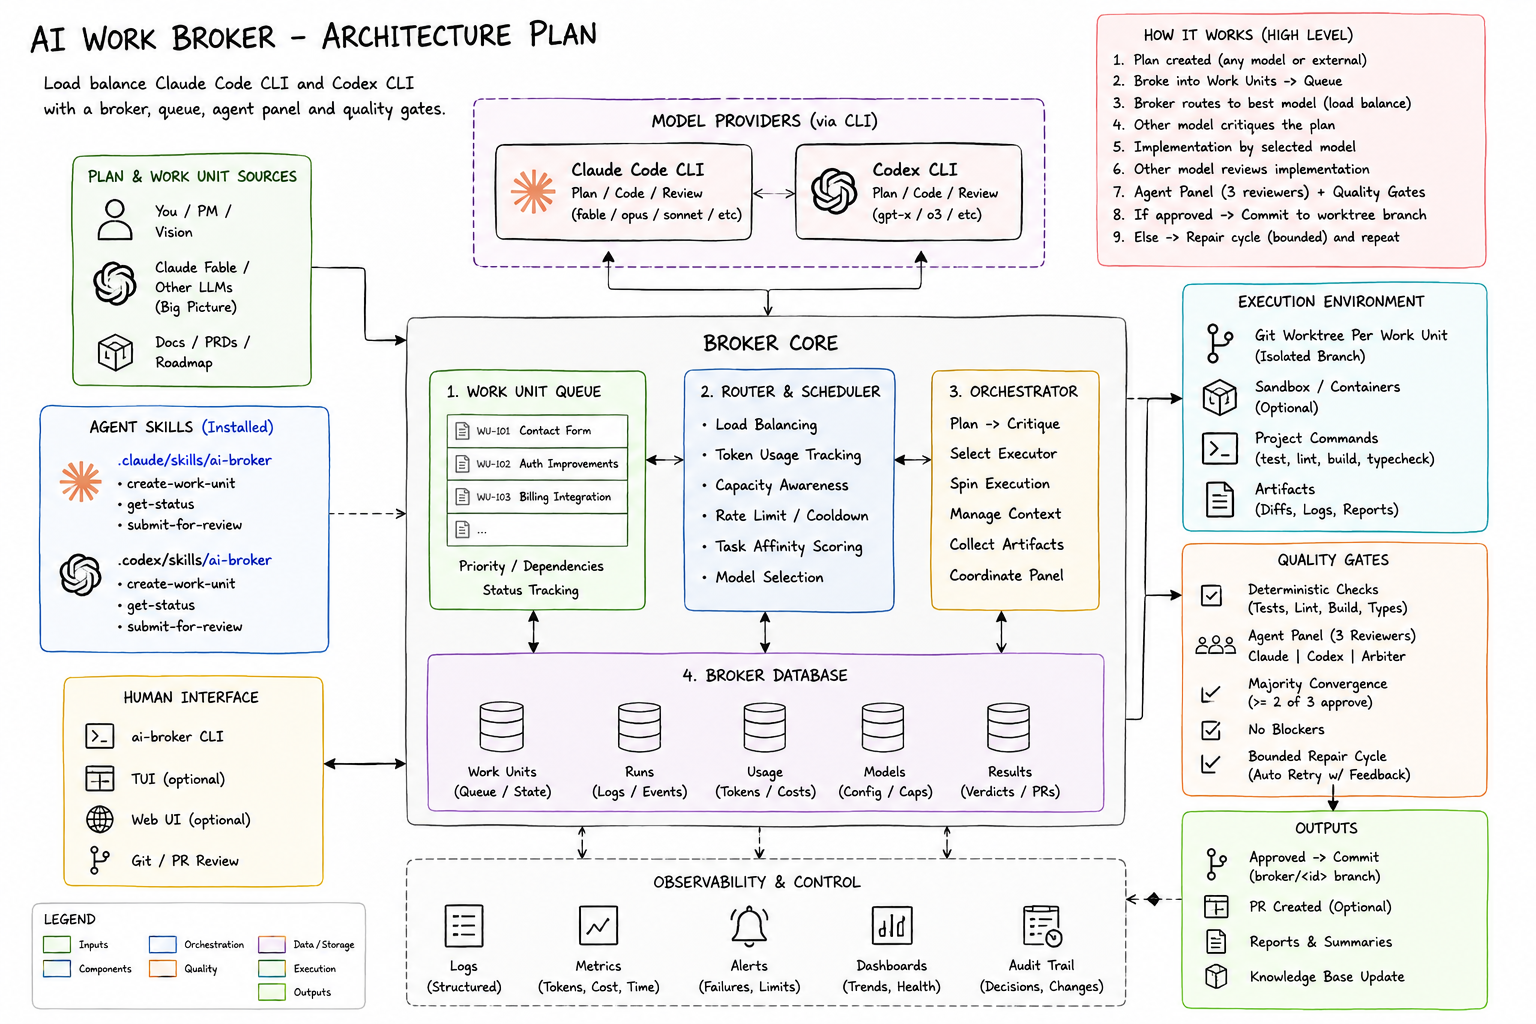 AI WORK BROKER – ARCHITECTURE PLAN
Load balance Claude Code CLI and Codex CLI
with a broker, queue, agent panel and quality gates.
HOW IT WORKS (HIGH LEVEL)
1. Plan created (any model or external)
2. Broke into Work Units -> Queue
3. Broker routes to best model (load balance)
4. Other model critiques the plan
5. Implementation by selected model
6. Other model reviews implementation
7. Agent Panel (3 reviewers) + Quality Gates
8. If approved -> Commit to worktree branch
9. Else -> Repair cycle (bounded) and repeat
MODEL PROVIDERS (via CLI)
Claude Code CLI
Plan / Code / Review
(fable / opus / sonnet / etc)
Codex CLI
Plan / Code / Review
(gpt-x / o3 / etc)
PLAN & WORK UNIT SOURCES
You / PM /
Vision
Claude Fable /
Other LLMs
(Big Picture)
Docs / PRDs /
Roadmap
AGENT SKILLS (Installed)
.claude/skills/ai-broker
• create-work-unit
• get-status
• submit-for-review
.codex/skills/ai-broker
• create-work-unit
• get-status
• submit-for-review
HUMAN INTERFACE
ai-broker CLI
TUI (optional)
Web UI (optional)
Git / PR Review
LEGEND
Inputs
Orchestration
Data/Storage
Components
Quality
Execution
Outputs
BROKER CORE
1. WORK UNIT QUEUE
WU-101 Contact Form
WU-102 Auth Improvements
WU-103 Billing Integration
...
Priority / Dependencies
Status Tracking
2. ROUTER & SCHEDULER
• Load Balancing
• Token Usage Tracking
• Capacity Awareness
• Rate Limit / Cooldown
• Task Affinity Scoring
• Model Selection
3. ORCHESTRATOR
Plan -> Critique
Select Executor
Spin Execution
Manage Context
Collect Artifacts
Coordinate Panel
4. BROKER DATABASE
Work Units
(Queue / State)
Runs
(Logs / Events)
Usage
(Tokens / Costs)
Models
(Config / Caps)
Results
(Verdicts / PRs)
OBSERVABILITY & CONTROL
Logs
(Structured)
Metrics
(Tokens, Cost, Time)
Alerts
(Failures, Limits)
Dashboards
(Trends, Health)
Audit Trail
(Decisions, Changes)
EXECUTION ENVIRONMENT
Git Worktree Per Work Unit
(Isolated Branch)
Sandbox / Containers
(Optional)
Project Commands
(test, lint, build, typecheck)
Artifacts
(Diffs, Logs, Reports)
QUALITY GATES
Deterministic Checks
(Tests, Lint, Build, Types)
Agent Panel (3 Reviewers)
Claude | Codex | Arbiter
Majority Convergence
(>= 2 of 3 approve)
No Blockers
Bounded Repair Cycle
(Auto Retry w/ Feedback)
OUTPUTS
Approved -> Commit
(broker/<id> branch)
PR Created (Optional)
Reports & Summaries
Knowledge Base Update